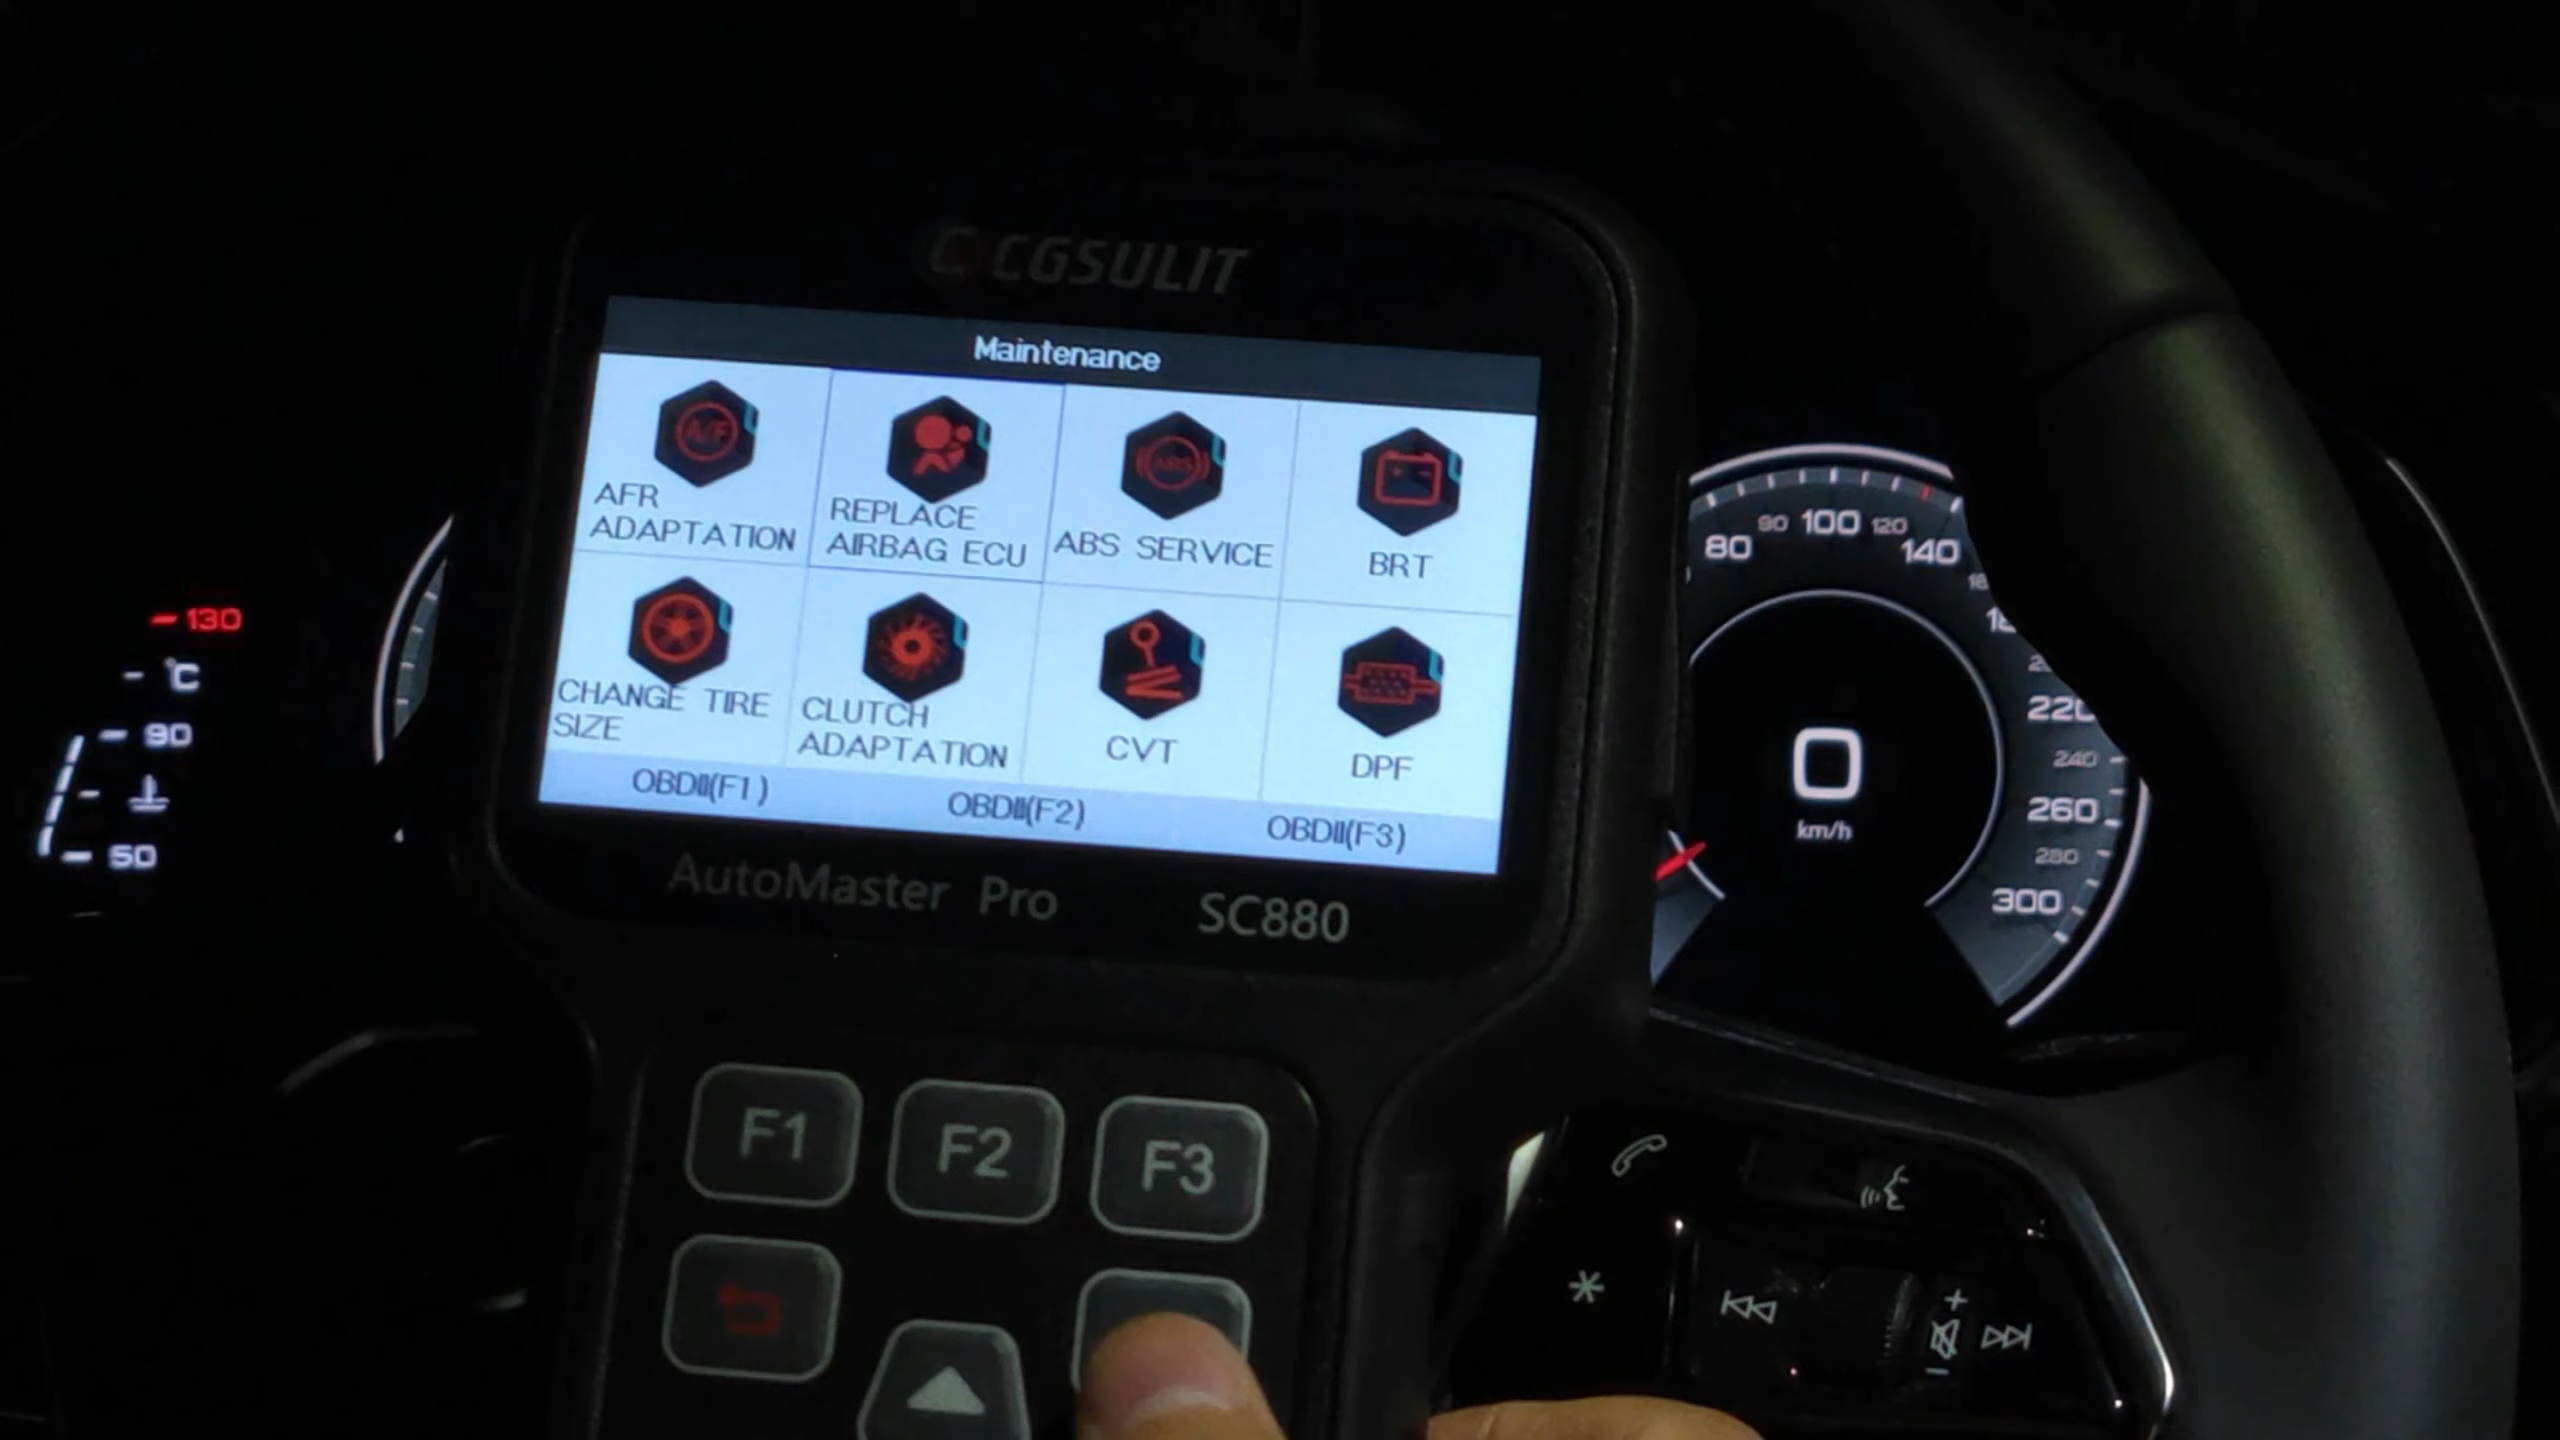 CGSULIT
Maintenance
A/F
AFR
ADAPTATION
REPLACE
AIRBAG ECU
ABS
ABS SERVICE
BRT
CHANGE TIRE
SIZE
CLUTCH
ADAPTATION
CVT
DPF
OBDII(F1)
OBDII(F2)
OBDII(F3)
AutoMaster Pro
SC880
F1
F2
F3
130
°C
90
50
80
90
100
120
140
220
240
260
280
300
0
km/h